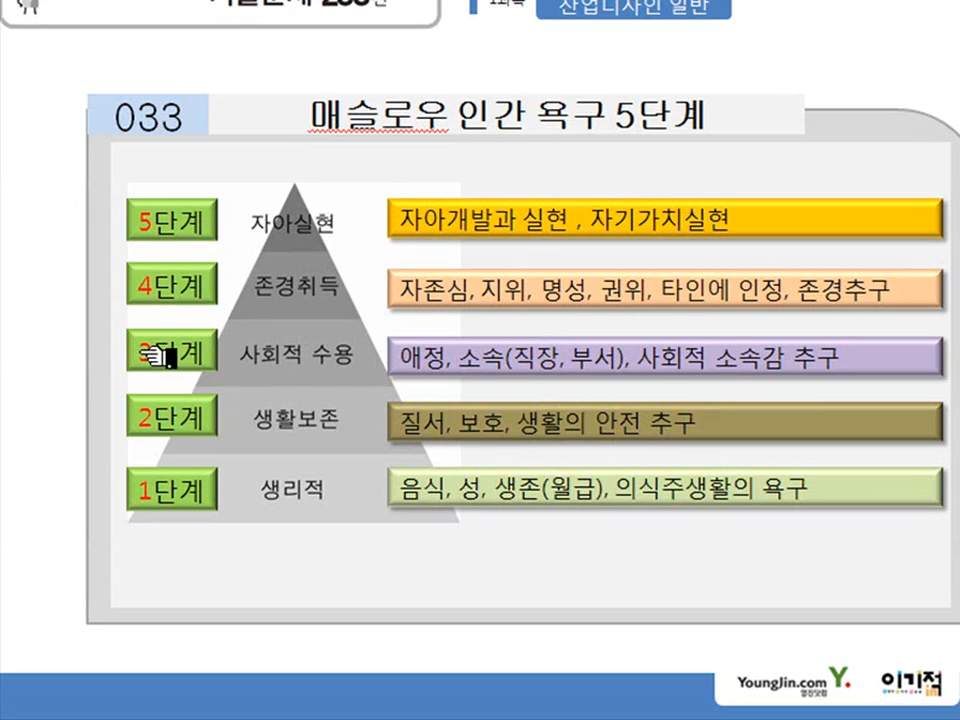 산업디자인 일반
033
매슬로우 인간 욕구 5단계
5단계
자아실현
자아개발과 실현 , 자기가치실현
4단계
존경취득
자존심, 지위, 명성, 권위, 타인에 인정, 존경추구
3단계
사회적 수용
애정, 소속(직장, 부서), 사회적 소속감 추구
2단계
생활보존
질서, 보호, 생활의 안전 추구
1단계
생리적
음식, 성, 생존(월급), 의식주생활의 욕구
YoungJin.com Y.
영진닷컴
이기적
in